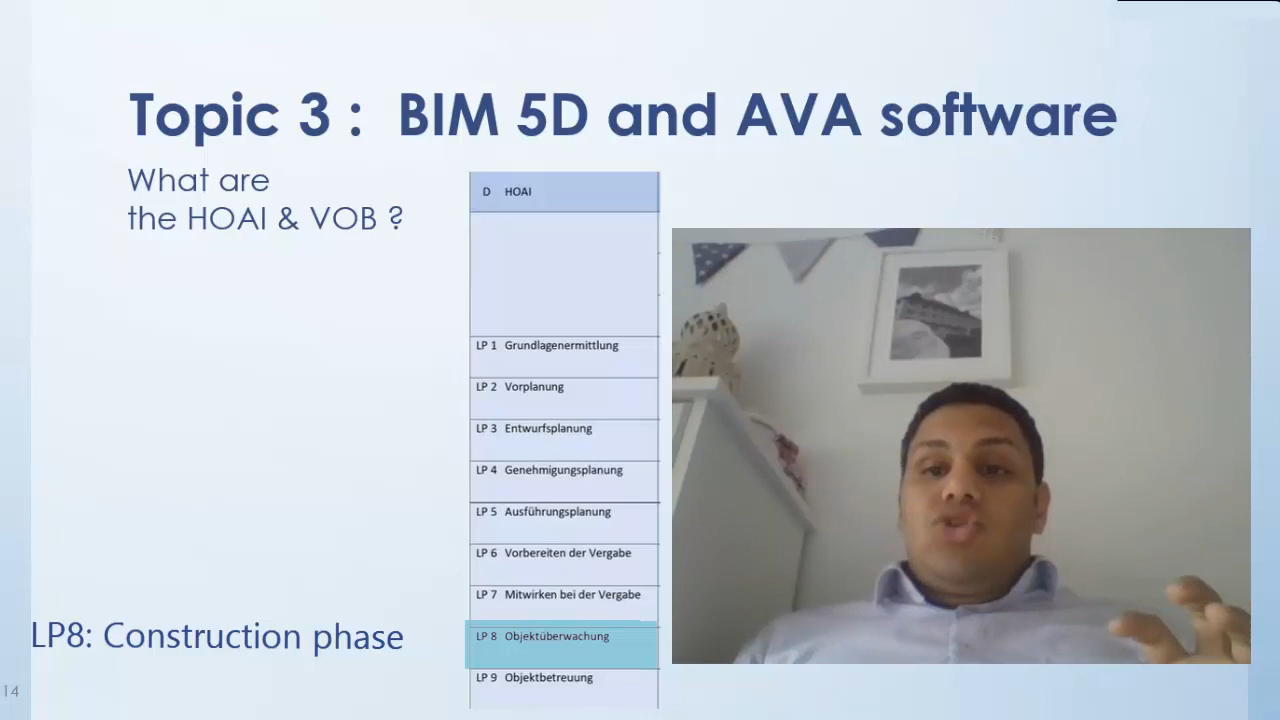 Topic 3 : BIM 5D and AVA software
What are
the HOAI & VOB ?
D HOAI
LP 1 Grundlagenermittlung
LP 2 Vorplanung
LP 3 Entwurfsplanung
LP 4 Genehmigungsplanung
LP 5 Ausführungsplanung
LP 6 Vorbereiten der Vergabe
LP 7 Mitwirken bei der Vergabe
LP8: Construction phase
LP 8 Objektüberwachung
LP 9 Objektbetreuung
14